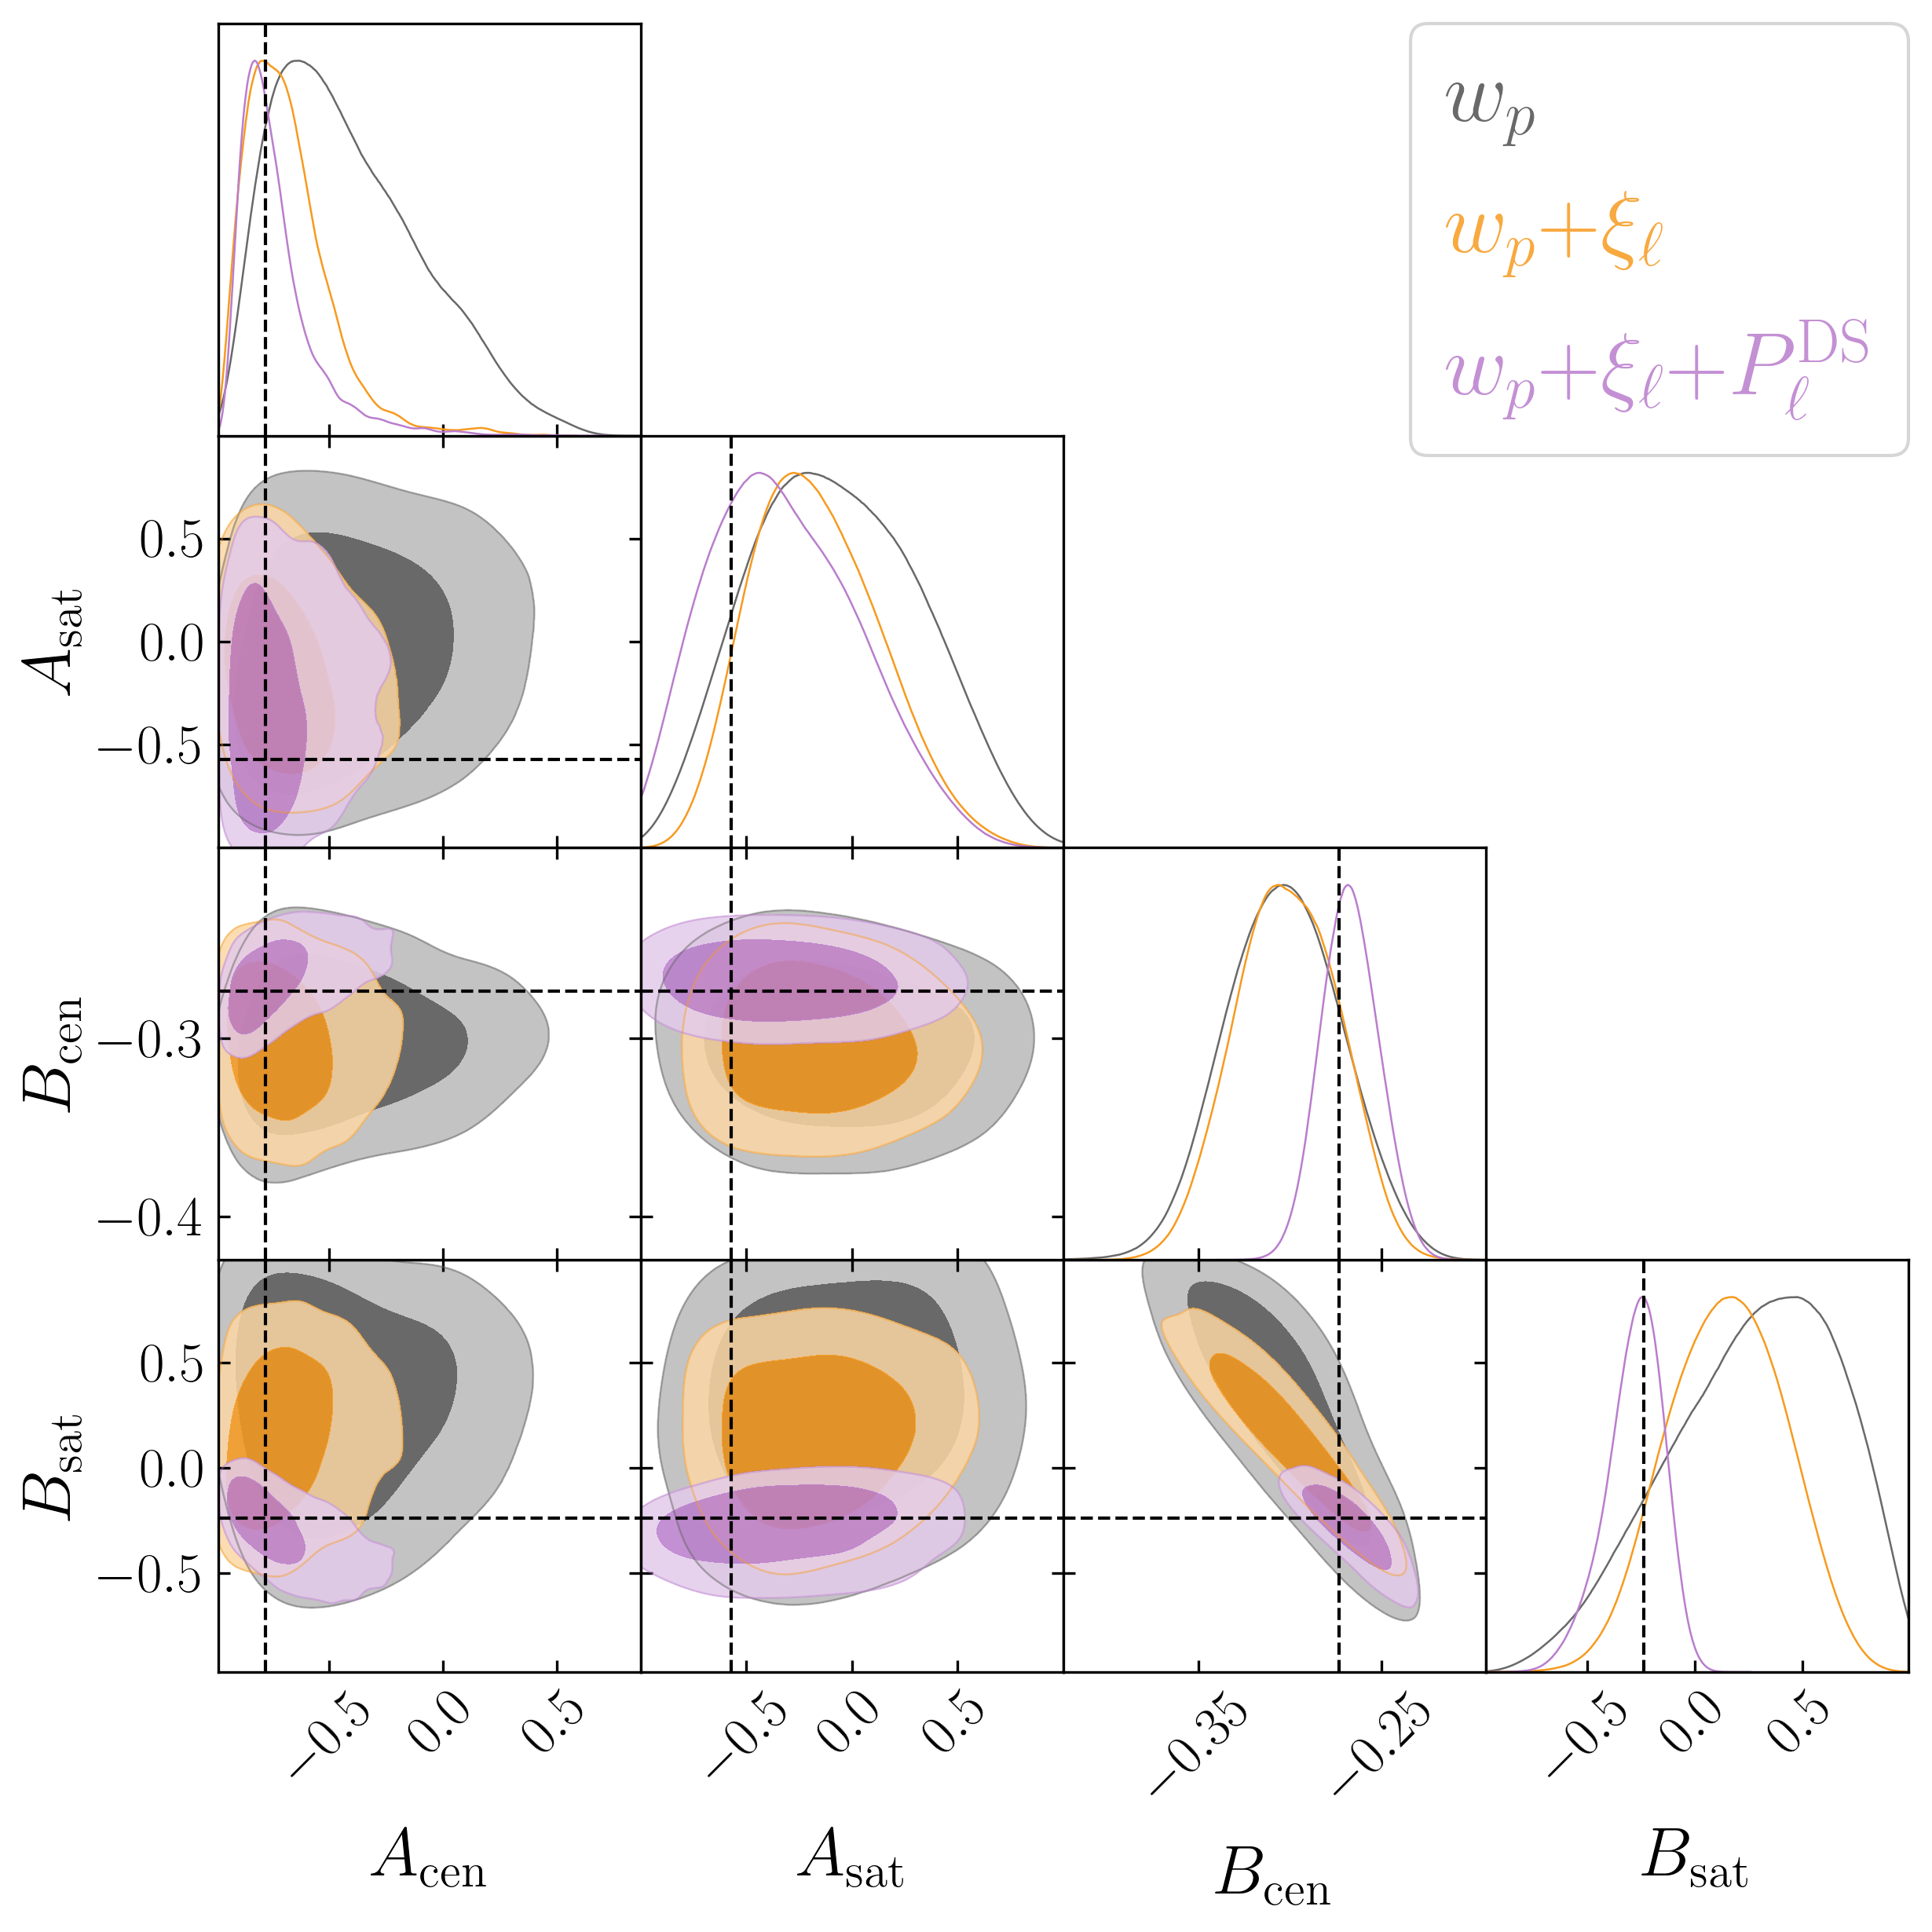 w_p
w_p+ξ_ℓ
w_p+ξ_ℓ+P_ℓ^DS
A_sat
0.5
0.0
−0.5
B_cen
−0.3
−0.4
B_sat
0.5
0.0
−0.5
−0.5 0.0 0.5 −0.5 0.0 0.5 −0.35 −0.25 −0.5 0.0 0.5
A_cen A_sat B_cen B_sat